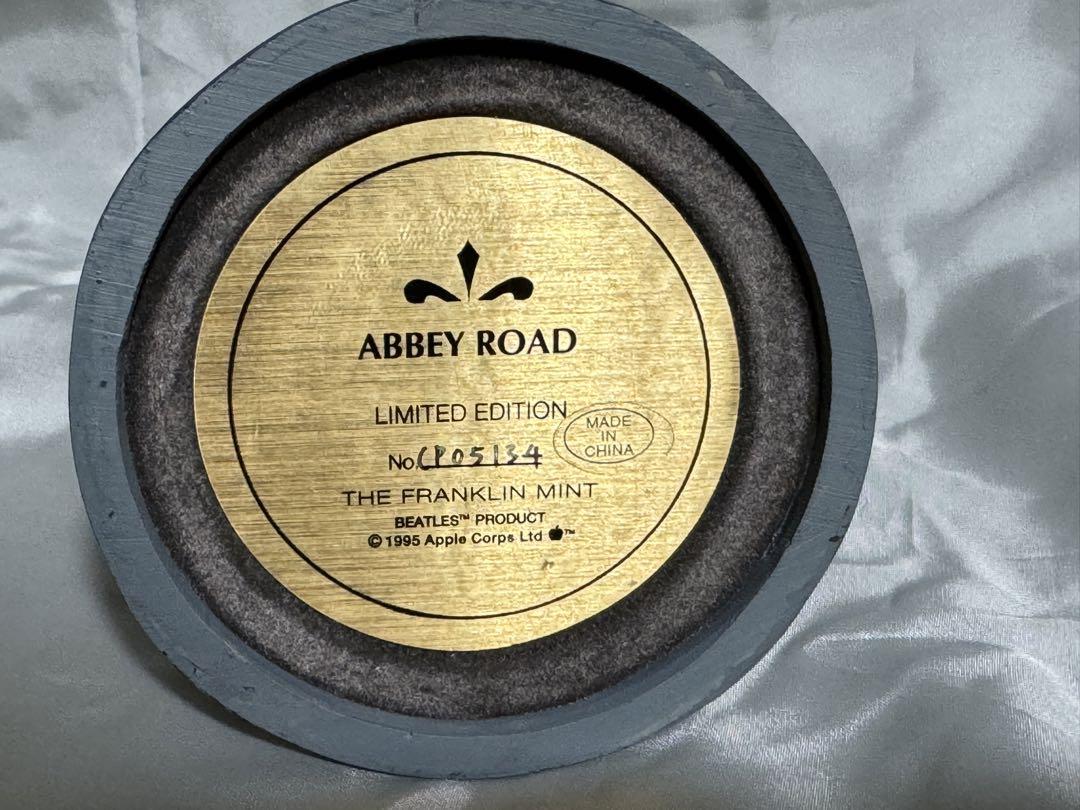 ABBEY ROAD
LIMITED EDITION
No. CP05134
MADE
IN
CHINA
THE FRANKLIN MINT
BEATLES™ PRODUCT
© 1995 Apple Corps Ltd ™